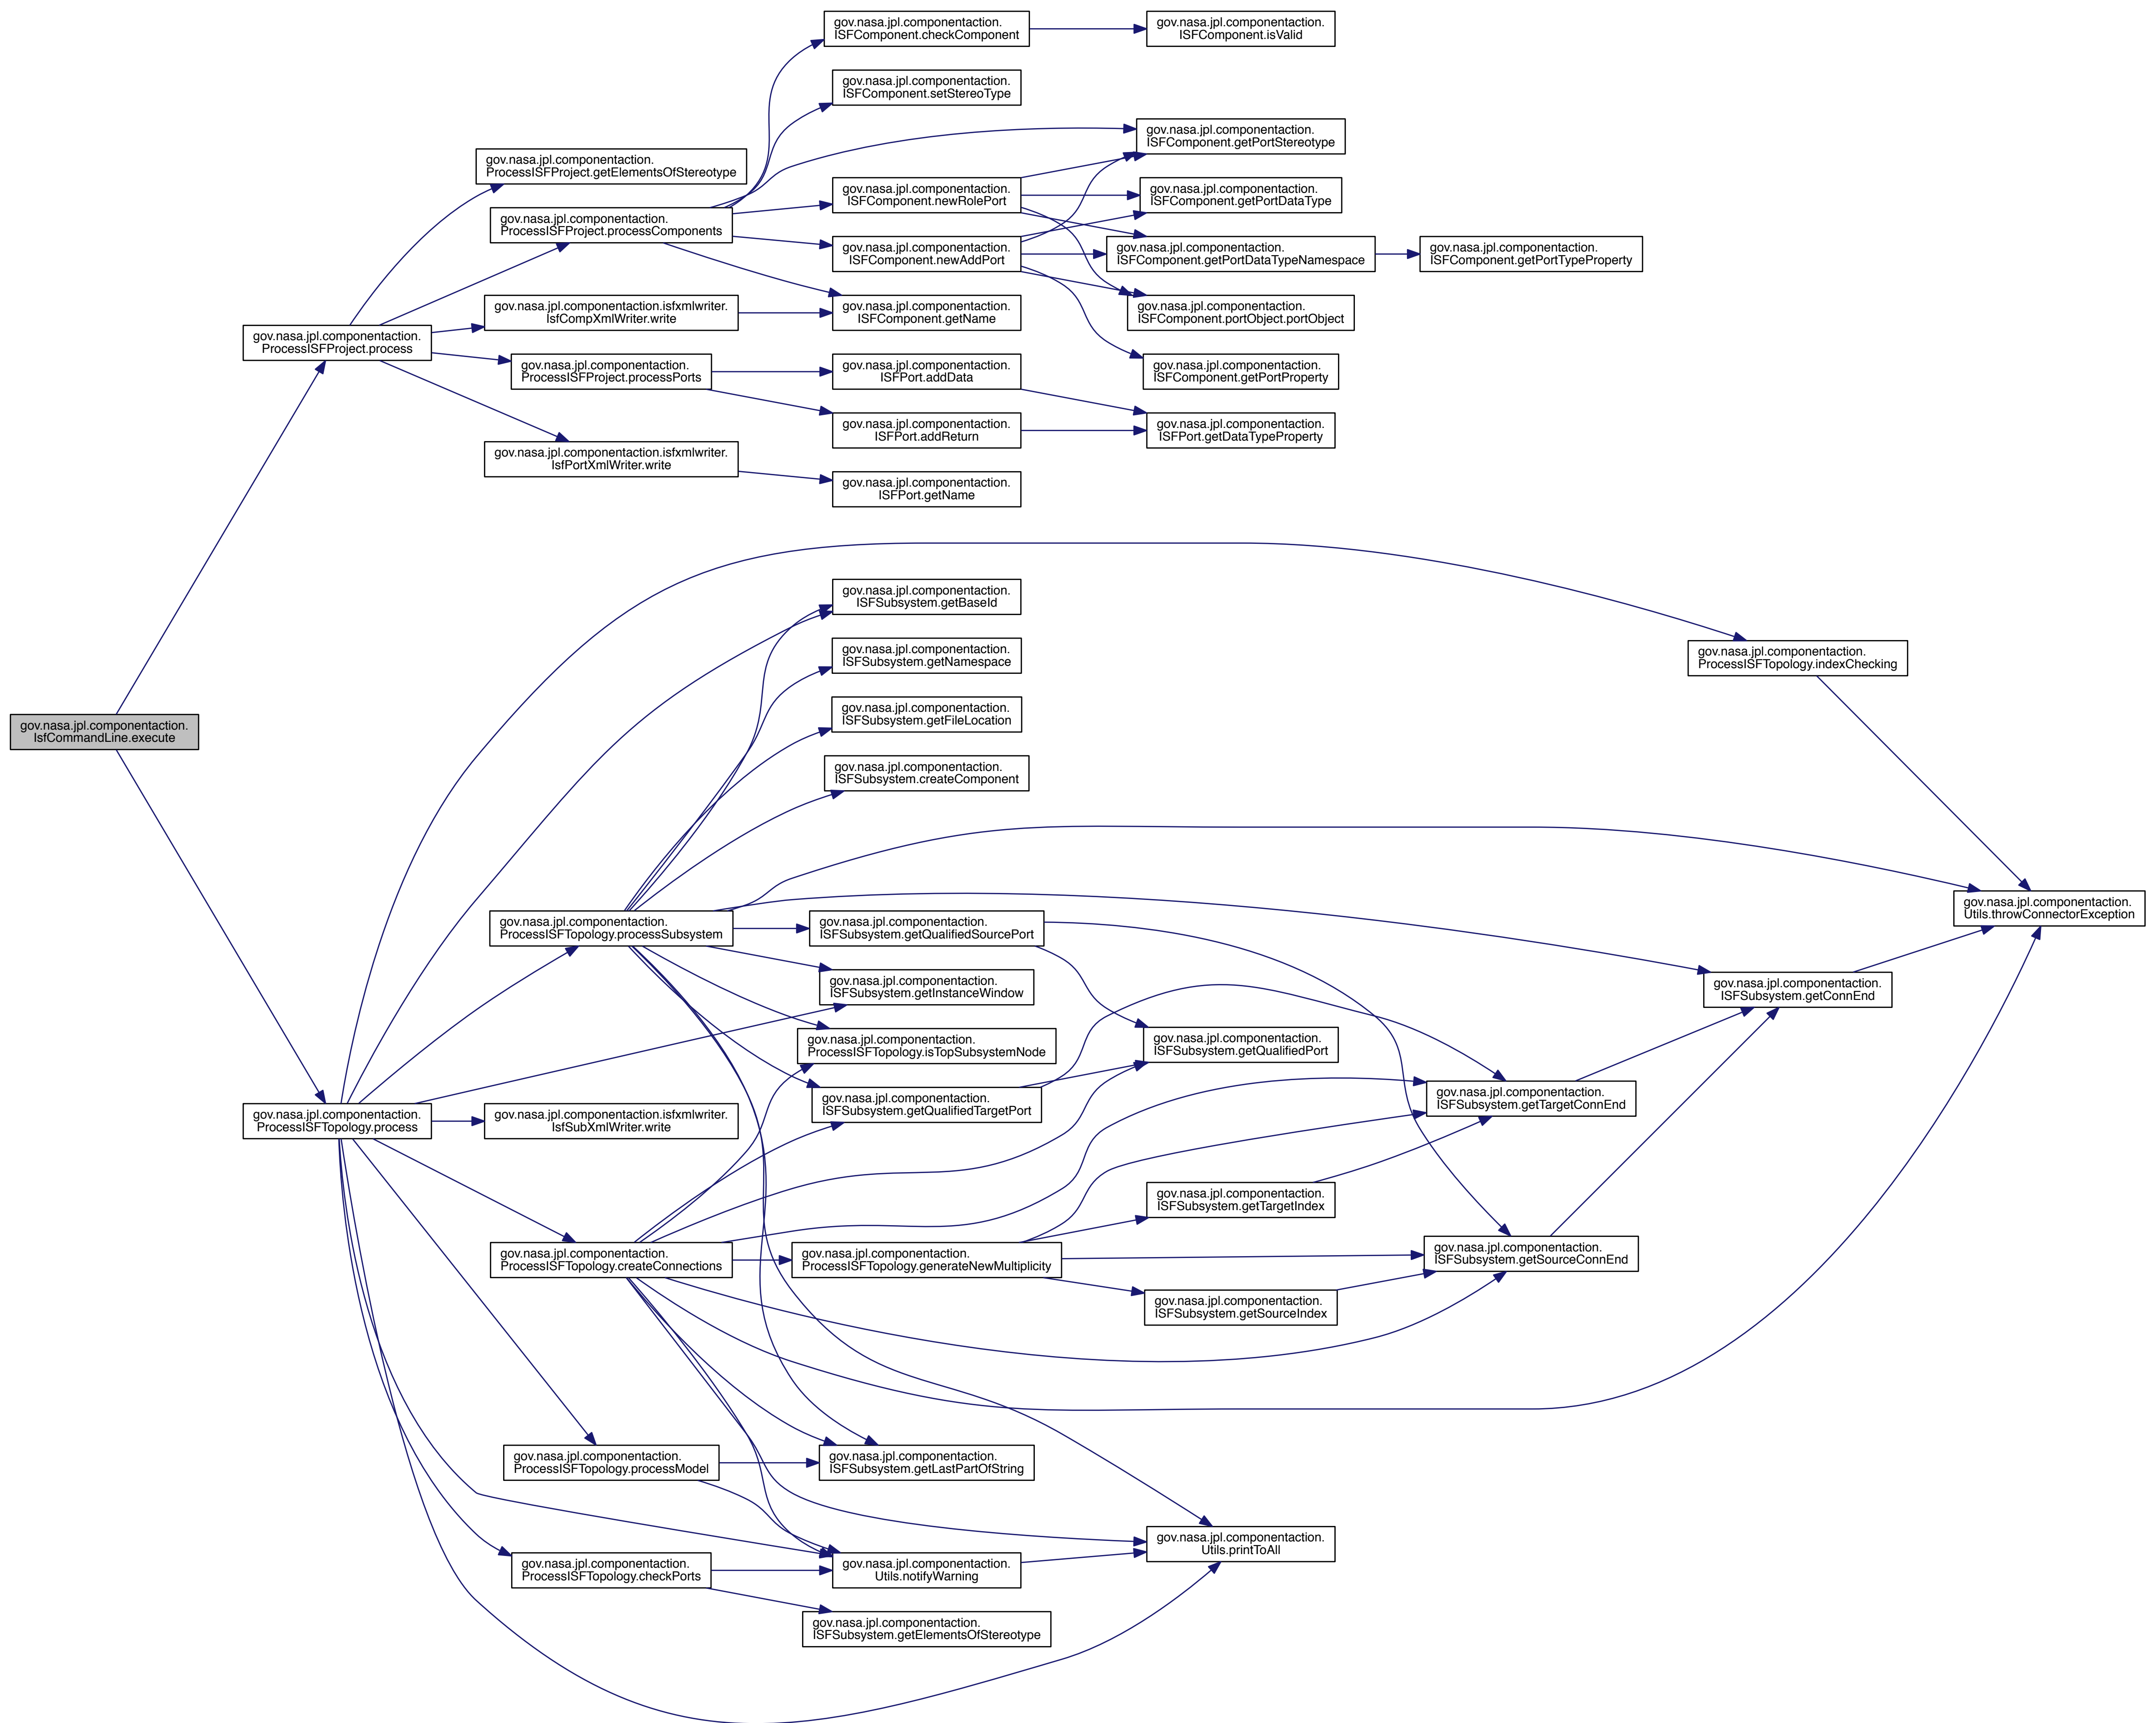 gov.nasa.jpl.componentaction.
ISFComponent.checkComponent
gov.nasa.jpl.componentaction.
ISFComponent.isValid
gov.nasa.jpl.componentaction.
ISFComponent.setStereoType
gov.nasa.jpl.componentaction.
ISFComponent.getPortStereotype
gov.nasa.jpl.componentaction.
ProcessISFProject.getElementsOfStereotype
gov.nasa.jpl.componentaction.
ISFComponent.newRolePort
gov.nasa.jpl.componentaction.
ISFComponent.getPortDataType
gov.nasa.jpl.componentaction.
ProcessISFProject.processComponents
gov.nasa.jpl.componentaction.
ISFComponent.newAddPort
gov.nasa.jpl.componentaction.
ISFComponent.getPortDataTypeNamespace
gov.nasa.jpl.componentaction.
ISFComponent.getPortTypeProperty
gov.nasa.jpl.componentaction.isfxmlwriter.
IsfCompXmlWriter.write
gov.nasa.jpl.componentaction.
ISFComponent.getName
gov.nasa.jpl.componentaction.
ISFComponent.portObject.portObject
gov.nasa.jpl.componentaction.
ProcessISFProject.process
gov.nasa.jpl.componentaction.
ProcessISFProject.processPorts
gov.nasa.jpl.componentaction.
ISFPort.addData
gov.nasa.jpl.componentaction.
ISFComponent.getPortProperty
gov.nasa.jpl.componentaction.
ISFPort.addReturn
gov.nasa.jpl.componentaction.
ISFPort.getDataTypeProperty
gov.nasa.jpl.componentaction.isfxmlwriter.
IsfPortXmlWriter.write
gov.nasa.jpl.componentaction.
ISFPort.getName
gov.nasa.jpl.componentaction.
ISFSubsystem.getBaseId
gov.nasa.jpl.componentaction.
ISFSubsystem.getNamespace
gov.nasa.jpl.componentaction.
ProcessISFTopology.indexChecking
gov.nasa.jpl.componentaction.
ISFSubsystem.getFileLocation
gov.nasa.jpl.componentaction.
IsfCommandLine.execute
gov.nasa.jpl.componentaction.
ISFSubsystem.createComponent
gov.nasa.jpl.componentaction.
Utils.throwConnectorException
gov.nasa.jpl.componentaction.
ProcessISFTopology.processSubsystem
gov.nasa.jpl.componentaction.
ISFSubsystem.getQualifiedSourcePort
gov.nasa.jpl.componentaction.
ISFSubsystem.getInstanceWindow
gov.nasa.jpl.componentaction.
ISFSubsystem.getConnEnd
gov.nasa.jpl.componentaction.
ProcessISFTopology.isTopSubsystemNode
gov.nasa.jpl.componentaction.
ISFSubsystem.getQualifiedPort
gov.nasa.jpl.componentaction.
ISFSubsystem.getQualifiedTargetPort
gov.nasa.jpl.componentaction.
ISFSubsystem.getTargetConnEnd
gov.nasa.jpl.componentaction.
ProcessISFTopology.process
gov.nasa.jpl.componentaction.isfxmlwriter.
IsfSubXmlWriter.write
gov.nasa.jpl.componentaction.
ISFSubsystem.getTargetIndex
gov.nasa.jpl.componentaction.
ProcessISFTopology.createConnections
gov.nasa.jpl.componentaction.
ProcessISFTopology.generateNewMultiplicity
gov.nasa.jpl.componentaction.
ISFSubsystem.getSourceConnEnd
gov.nasa.jpl.componentaction.
ISFSubsystem.getSourceIndex
gov.nasa.jpl.componentaction.
ProcessISFTopology.processModel
gov.nasa.jpl.componentaction.
ISFSubsystem.getLastPartOfString
gov.nasa.jpl.componentaction.
Utils.printToAll
gov.nasa.jpl.componentaction.
ProcessISFTopology.checkPorts
gov.nasa.jpl.componentaction.
Utils.notifyWarning
gov.nasa.jpl.componentaction.
ISFSubsystem.getElementsOfStereotype